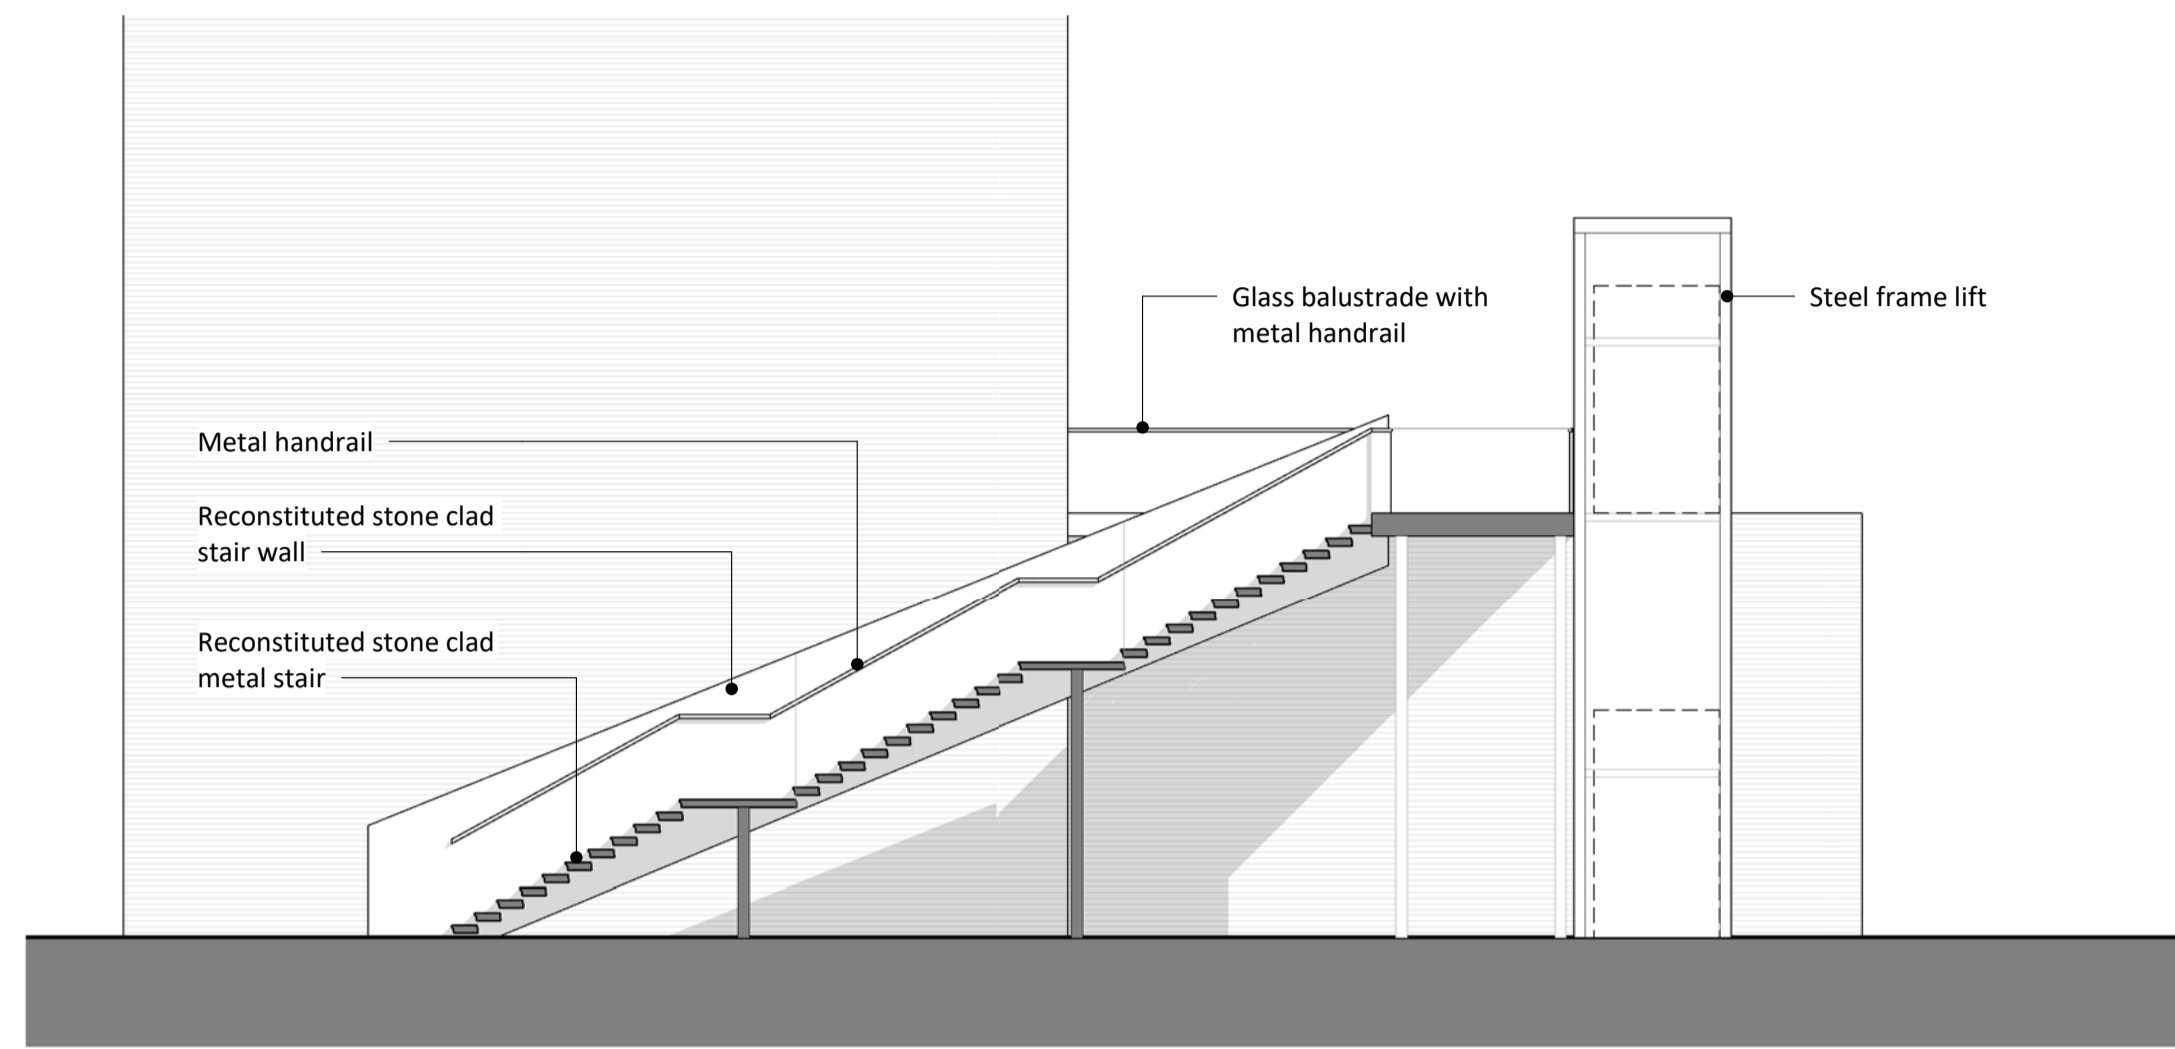 Glass balustrade with
metal handrail
Steel frame lift
Metal handrail
Reconstituted stone clad
stair wall
Reconstituted stone clad
metal stair